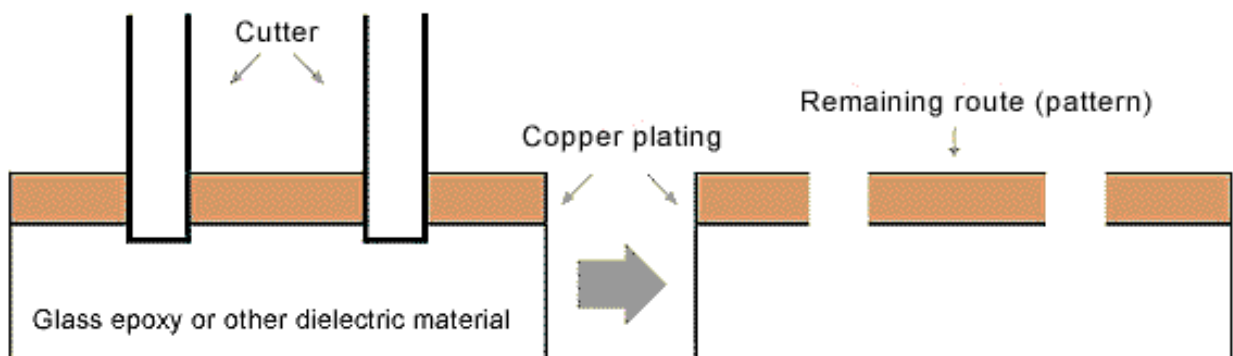 Cutter
Remaining route (pattern)
Copper plating
Glass epoxy or other dielectric material